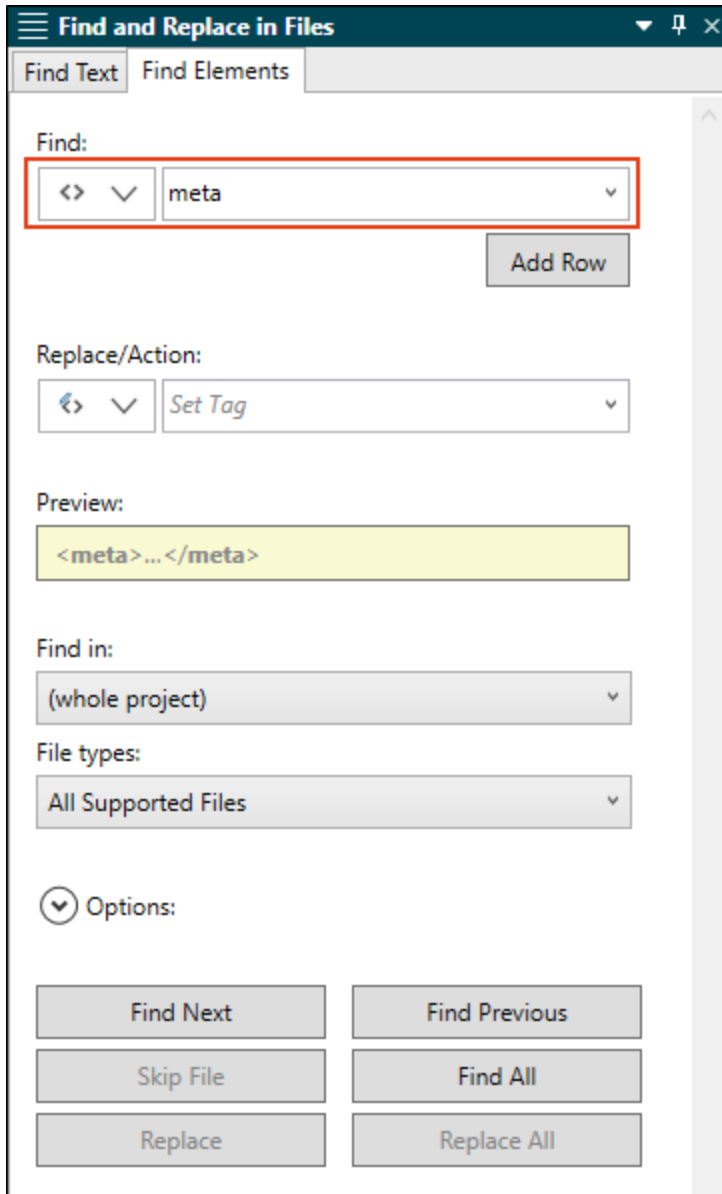 Find and Replace in Files
Find Text Find Elements
Find:
<> meta
Add Row
Replace/Action:
<> Set Tag
Preview:
<meta>...</meta>
Find in:
(whole project)
File types:
All Supported Files
Options:
Find Next Find Previous
Skip File Find All
Replace Replace All